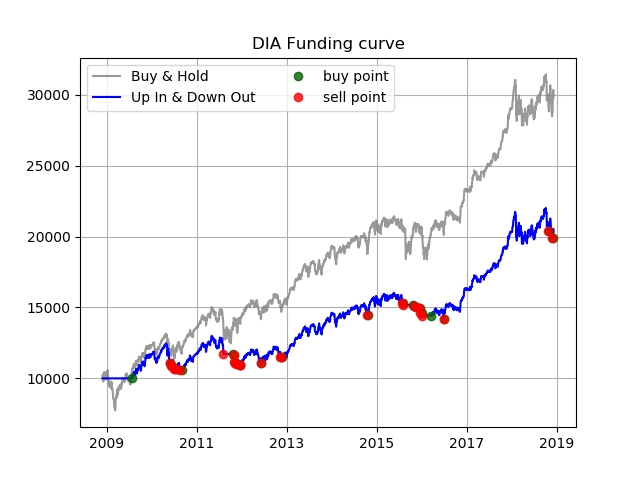 DIA Funding curve
Buy & Hold
Up In & Down Out
buy point
sell point
30000
25000
20000
15000
10000
2009 2011 2013 2015 2017 2019